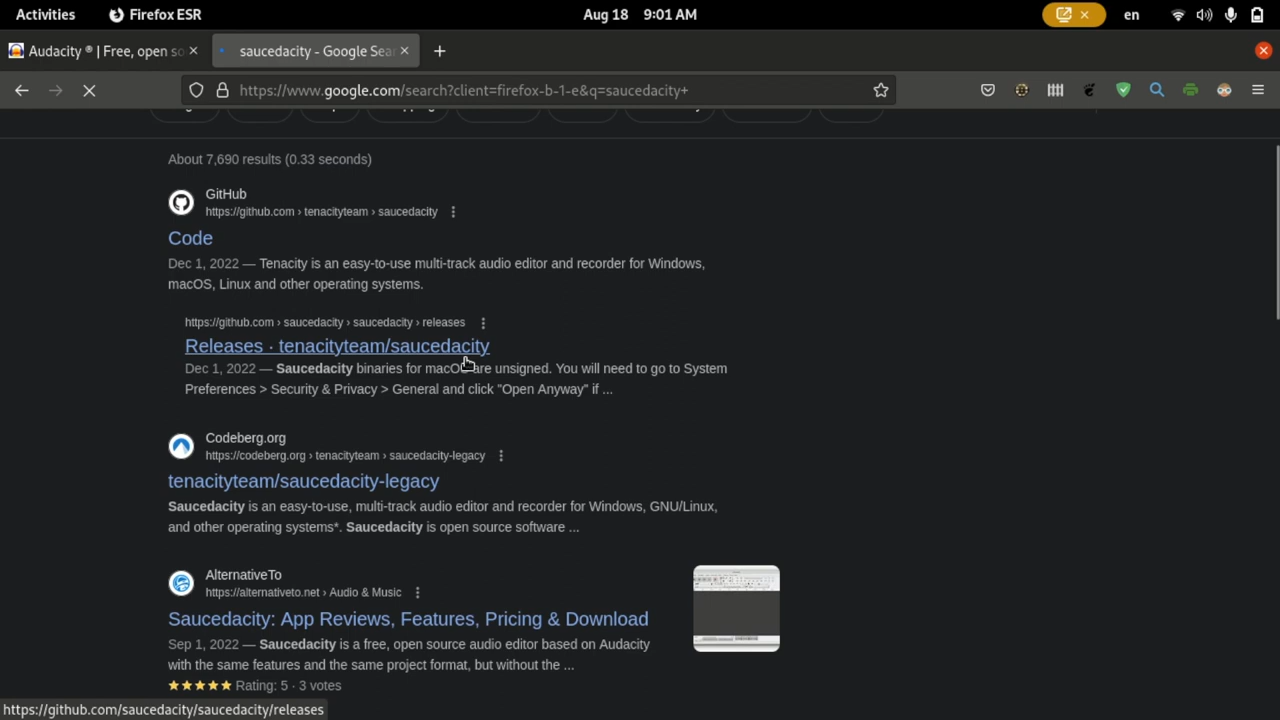 Activities Firefox ESR Aug 18 9:01 AM en
Audacity ® | Free, open so saucedacity - Google Sear
https://www.google.com/search?client=firefox-b-1-e&q=saucedacity+
About 7,690 results (0.33 seconds)
GitHub
https://github.com › tenacityteam › saucedacity
Code
Dec 1, 2022 — Tenacity is an easy-to-use multi-track audio editor and recorder for Windows,
macOS, Linux and other operating systems.
https://github.com › saucedacity › saucedacity › releases
Releases · tenacityteam/saucedacity
Dec 1, 2022 — Saucedacity binaries for macOS are unsigned. You will need to go to System
Preferences > Security & Privacy > General and click "Open Anyway" if ...
Codeberg.org
https://codeberg.org › tenacityteam › saucedacity-legacy
tenacityteam/saucedacity-legacy
Saucedacity is an easy-to-use, multi-track audio editor and recorder for Windows, GNU/Linux,
and other operating systems*. Saucedacity is open source software ...
AlternativeTo
https://alternativeto.net › Audio & Music
Saucedacity: App Reviews, Features, Pricing & Download
Sep 1, 2022 — Saucedacity is a free, open source audio editor based on Audacity
with the same features and the same project format, but without the ...
Rating: 5 · 3 votes
https://github.com/saucedacity/saucedacity/releases